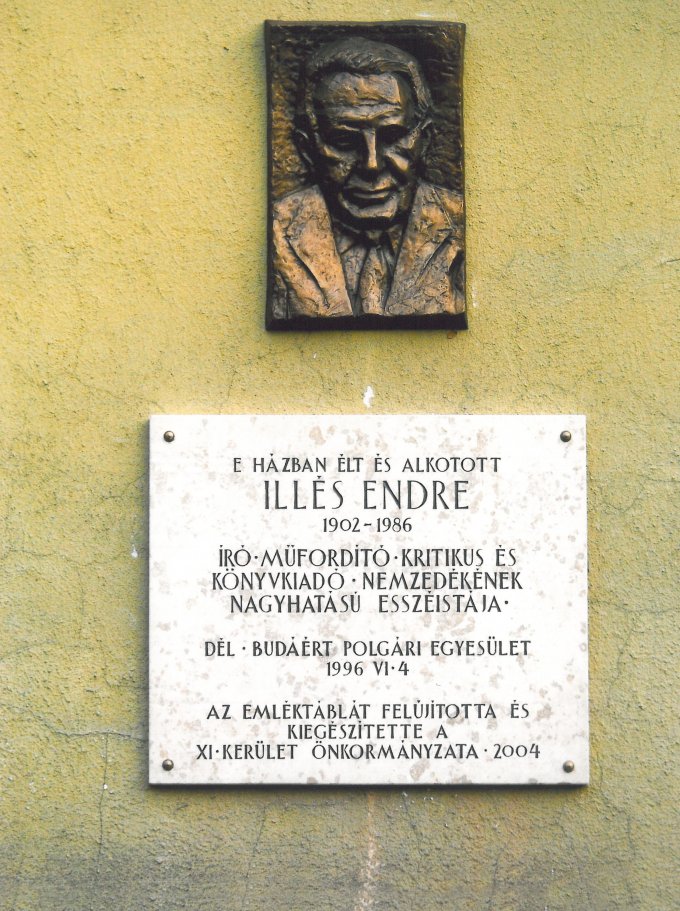 E HÁZBAN ÉLT ÉS ALKOTOTT
ILLÉS ENDRE
1902-1986
ÍRÓ·MŰFORDÍTÓ·KRITIKUS ÉS
KÖNYVKIADÓ·NEMZEDÉKÉNEK
NAGYHATÁSÚ ESSZÉISTÁJA·
DÉL·BUDÁÉRT POLGÁRI EGYESÜLET
1996 VI·4
AZ EMLÉKTÁBLÁT FELÚJÍTOTTA ÉS
KIEGÉSZÍTETTE A
XI·KERÜLET ÖNKORMÁNYZATA·2004